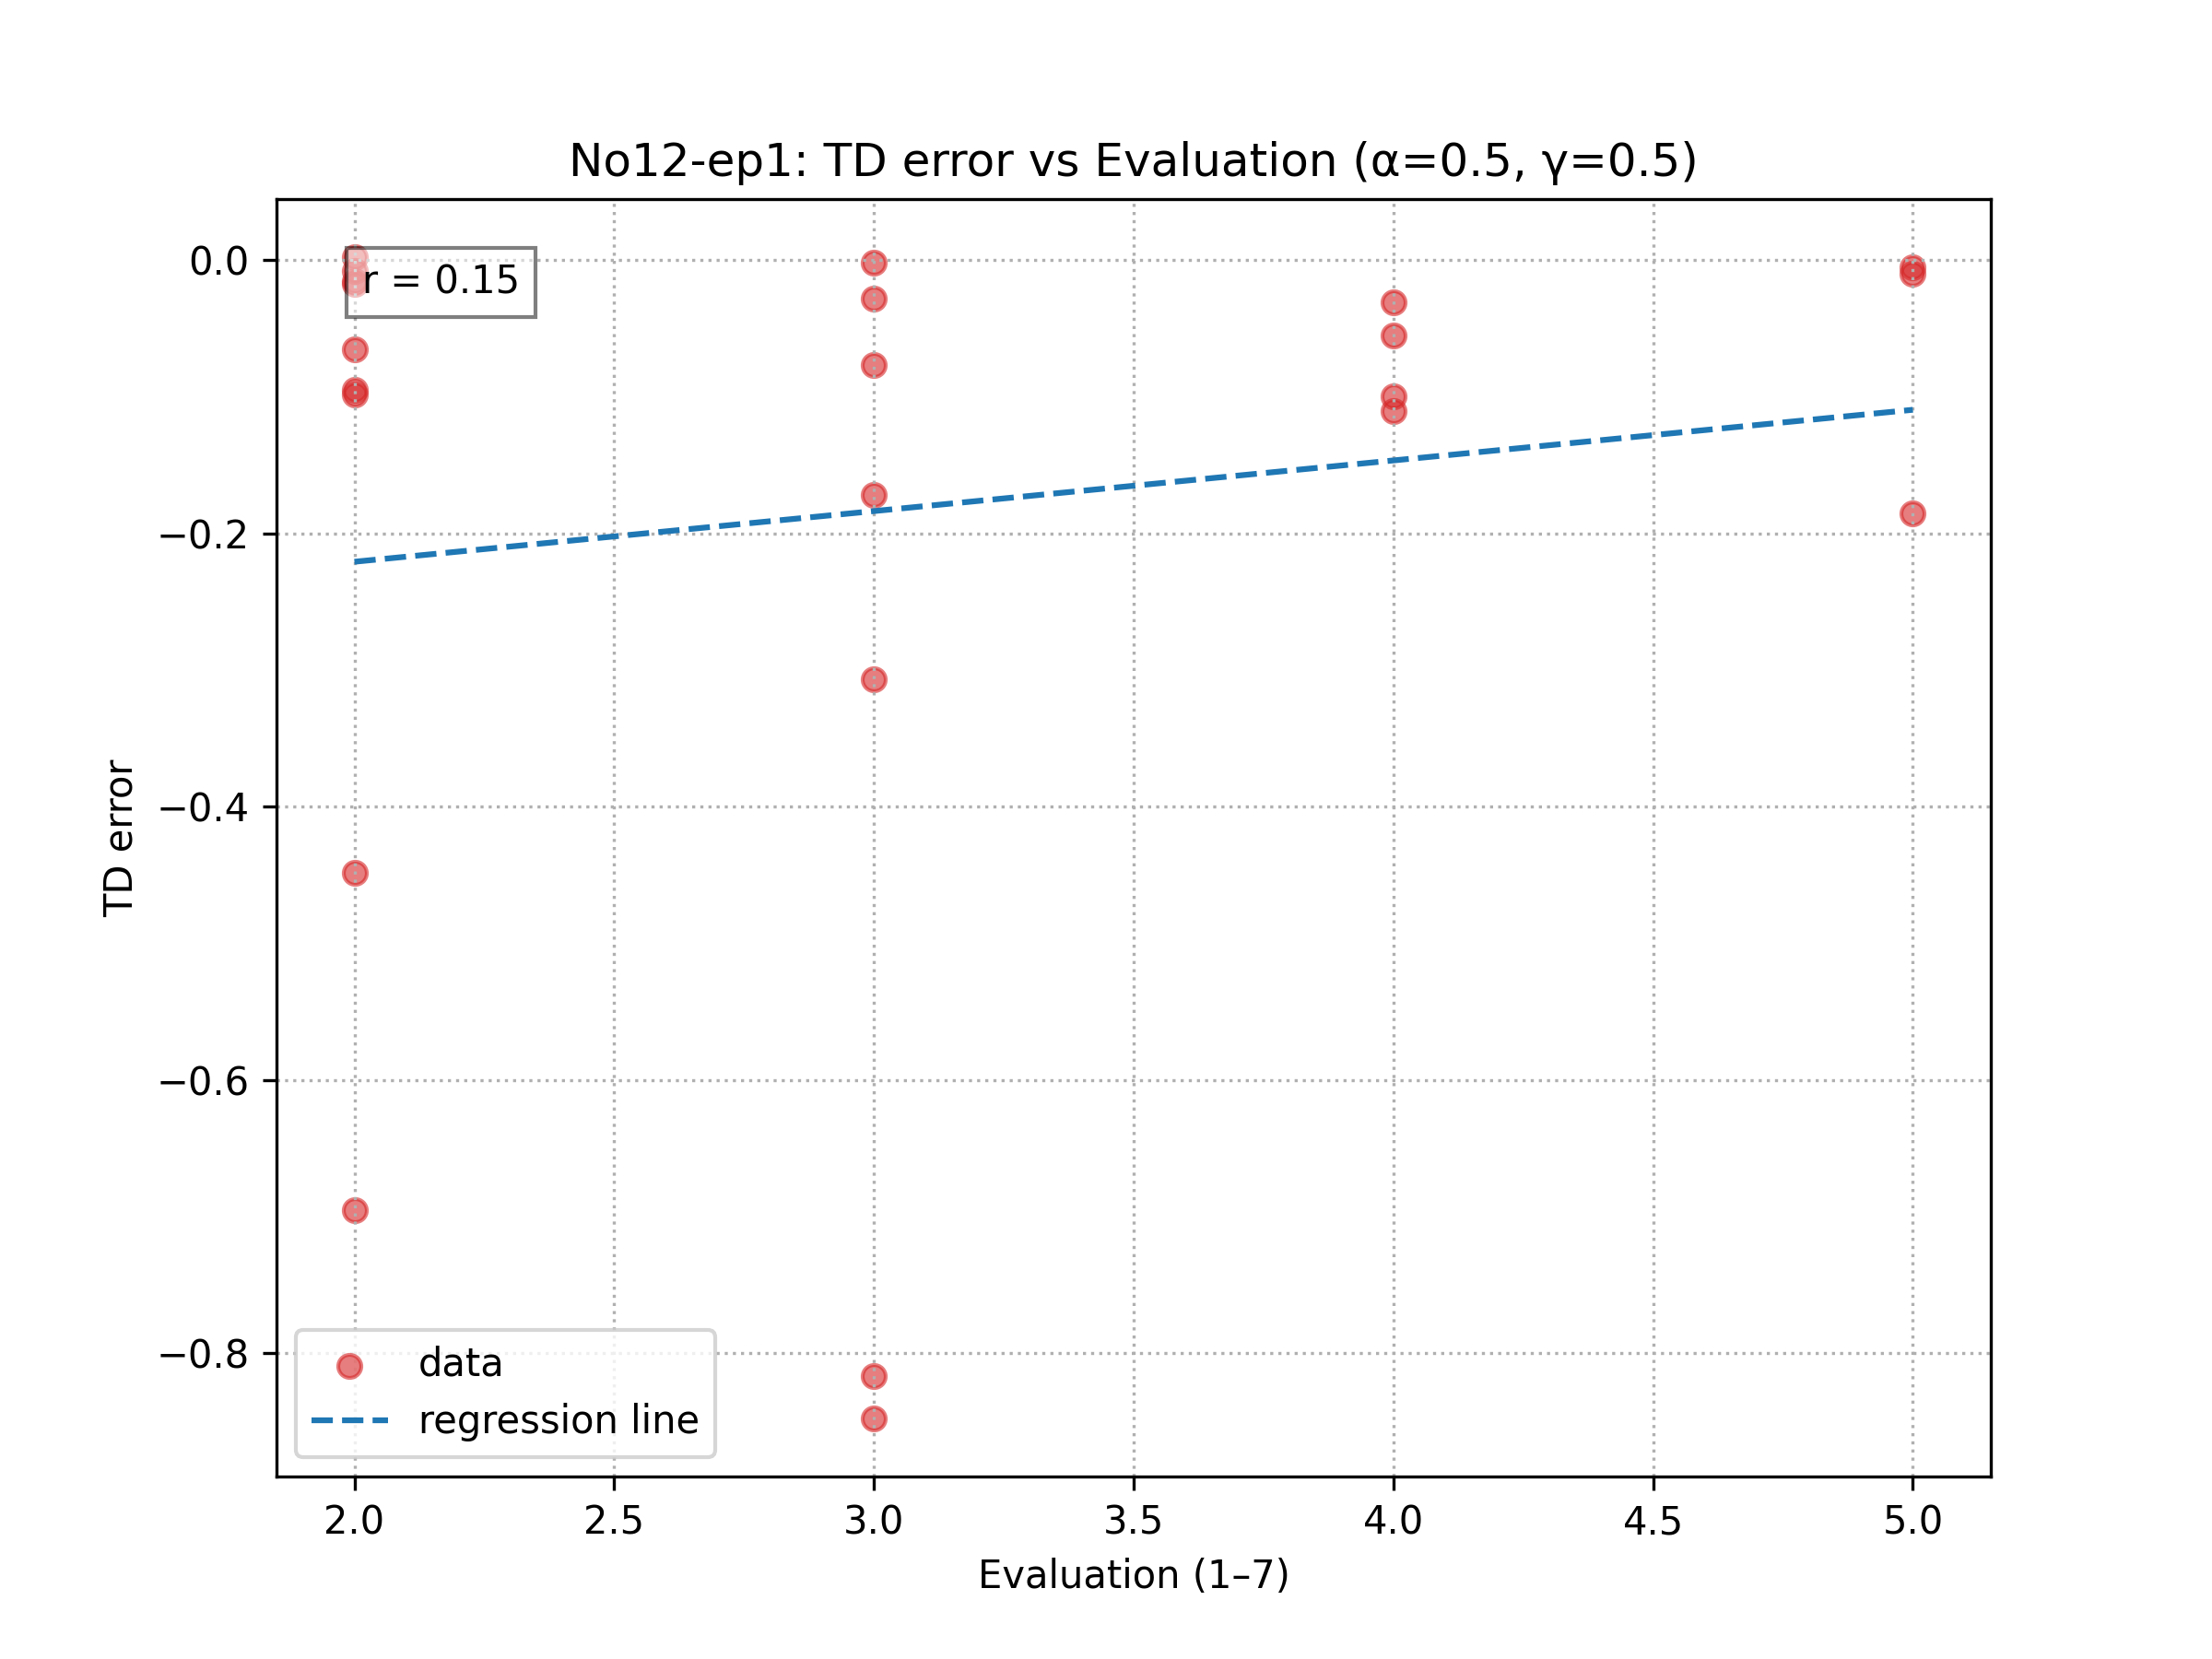 No12-ep1: TD error vs Evaluation (α=0.5, γ=0.5)
r = 0.15
0.0
−0.2
−0.4
−0.6
−0.8
TD error
data
regression line
2.0 2.5 3.0 3.5 4.0 4.5 5.0
Evaluation (1–7)